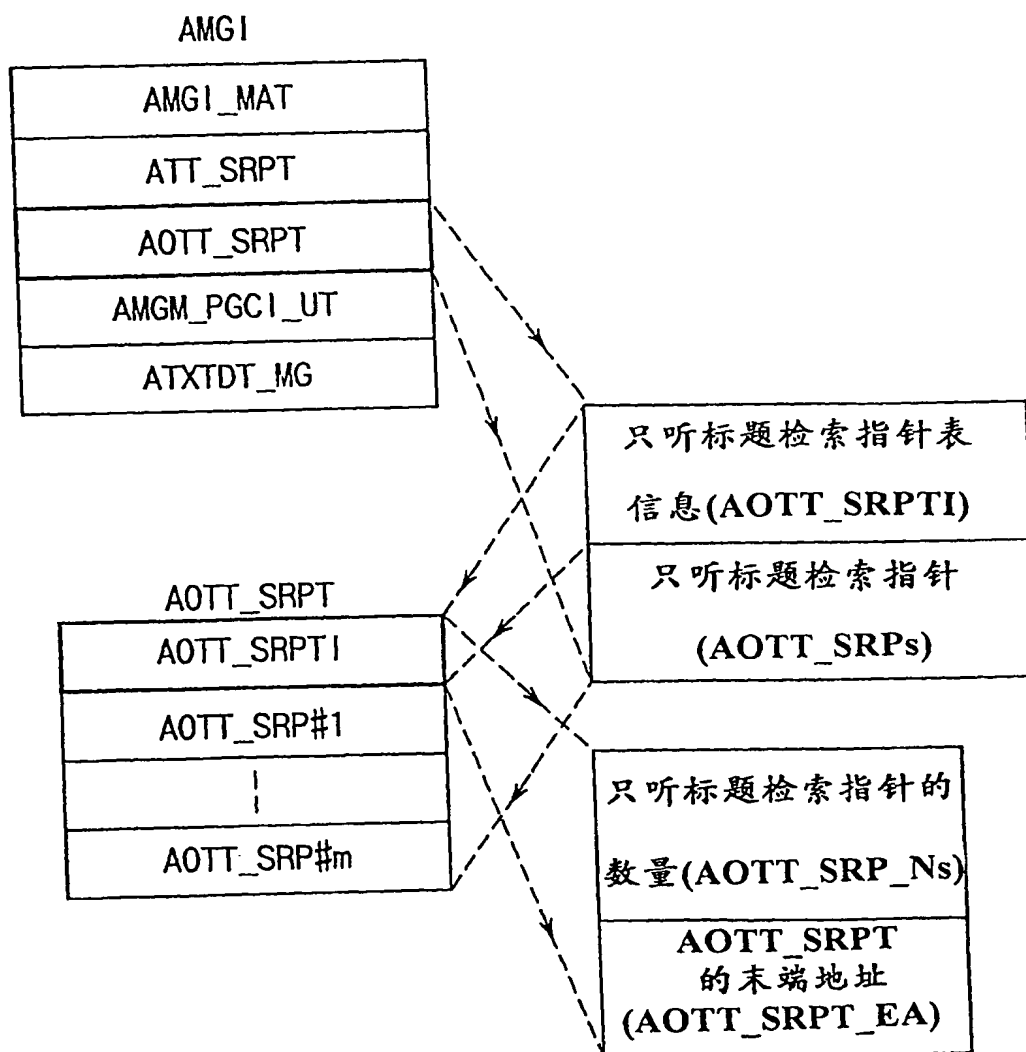 AMGI
AMGI_MAT
ATT_SRPT
AOTT_SRPT
AMGM_PGCI_UT
ATXTDT_MG
只听标题检索指针表
信息(AOTT_SRPTI)
只听标题检索指针
(AOTT_SRPs)
AOTT_SRPT
AOTT_SRPTI
AOTT_SRP#1
AOTT_SRP#m
只听标题检索指针的
数量(AOTT_SRP_Ns)
AOTT_SRPT
的末端地址
(AOTT_SRPT_EA)